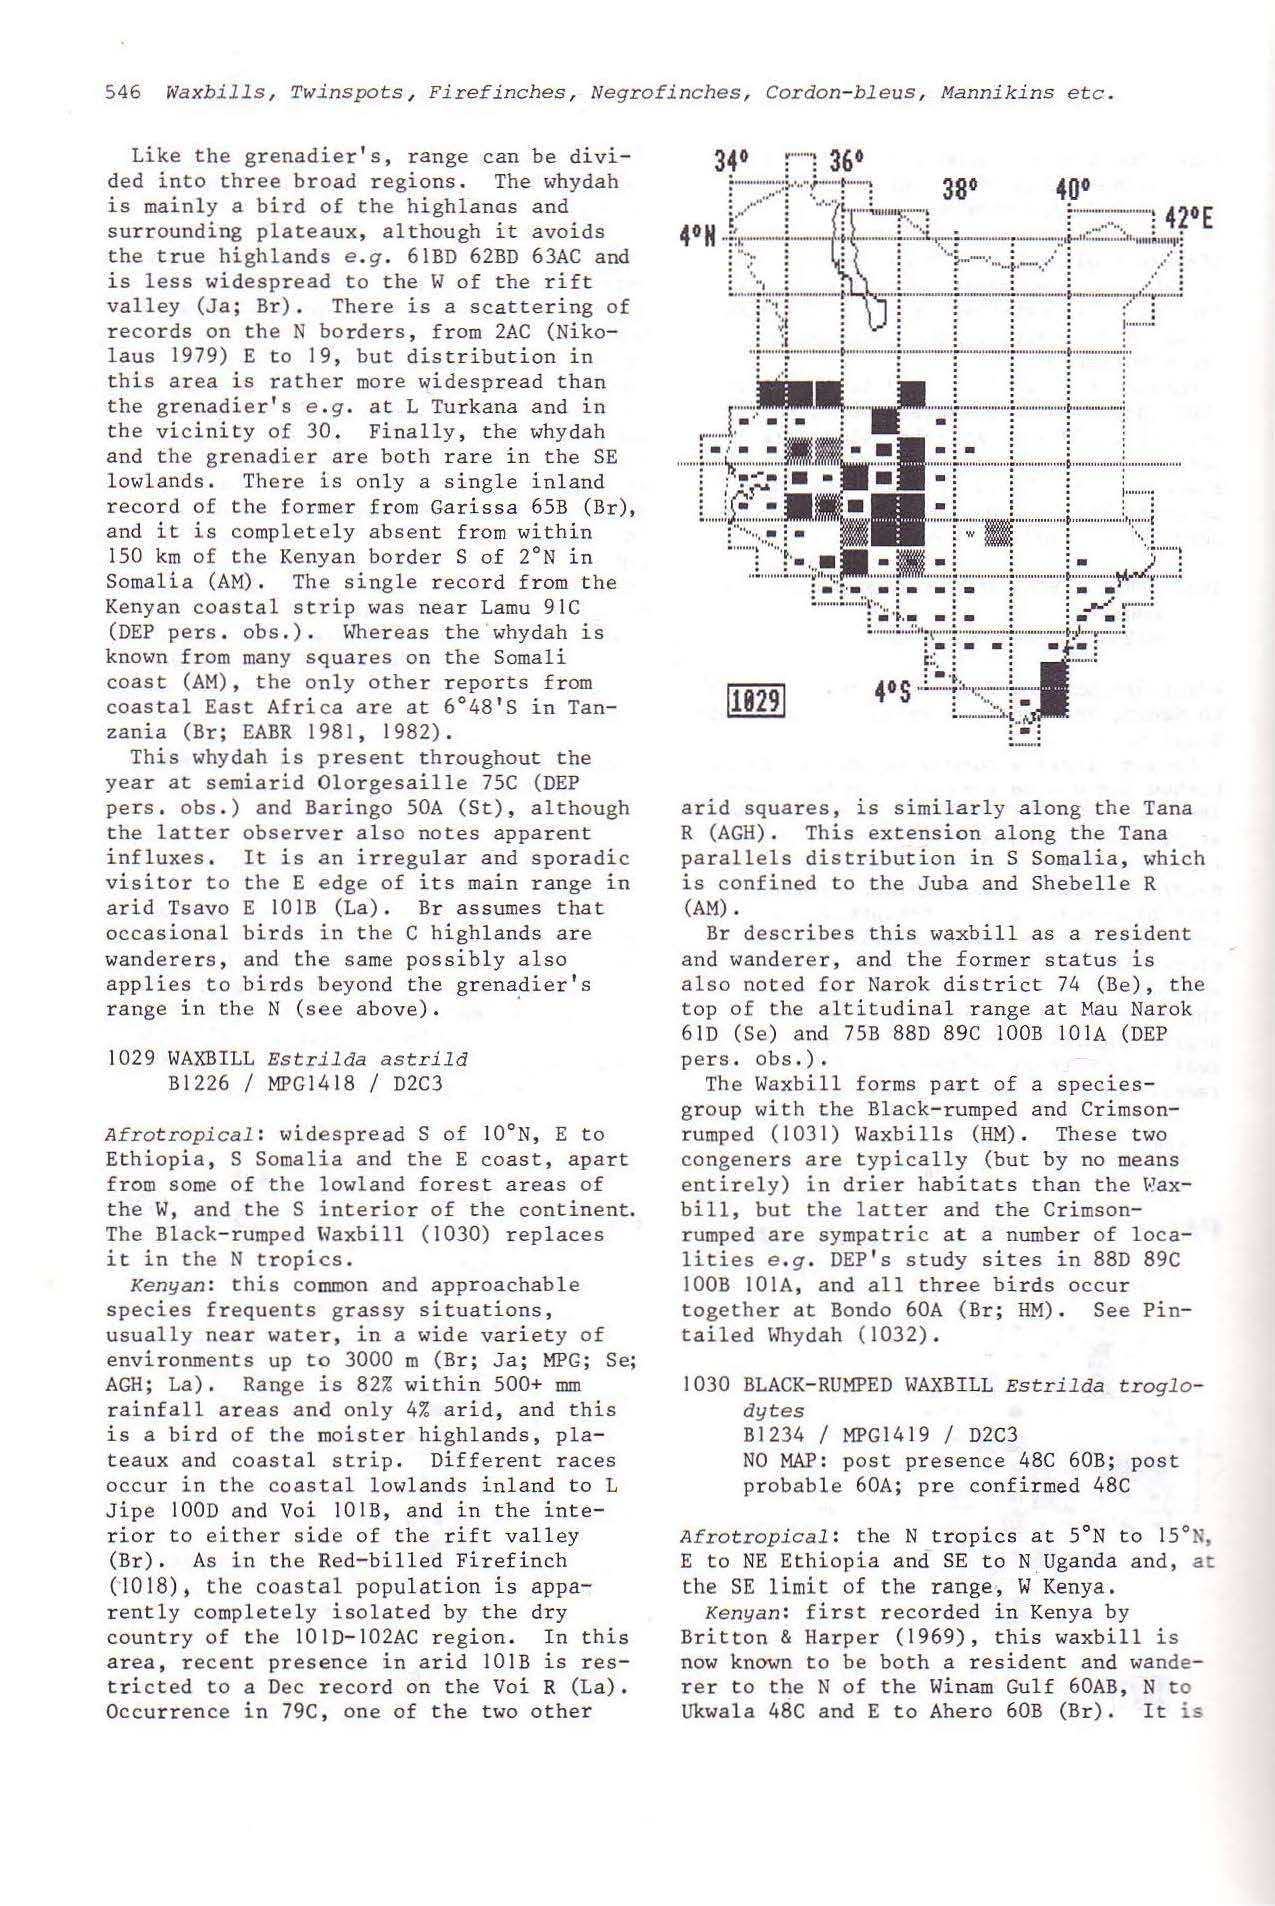 546 Waxbills, Twinspots, Firefinches, Negrofinches, Cordon-bleus, Mannikins etc.
Like the grenadier's, range can be divi-
ded into three broad regions. The whydah
is mainly a bird of the highlands and
surrounding plateaux, although it avoids
the true highlands e.g. 61BD 62BD 63AC and
is less widespread to the W of the rift
valley (Ja; Br). There is a scattering of
records on the N borders, from 2AC (Niko-
laus 1979) E to 19, but distribution in
this area is rather more widespread than
the grenadier's e.g. at L Turkana and in
the vicinity of 30. Finally, the whydah
and the grenadier are both rare in the SE
lowlands. There is only a single inland
record of the former from Garissa 65B (Br),
and it is completely absent from within
150 km of the Kenyan border S of 2°N in
Somalia (AM). The single record from the
Kenyan coastal strip was near Lamu 91C
(DEP pers. obs.). Whereas the whydah is
known from many squares on the Somali
coast (AM), the only other reports from
coastal East Africa are at 6°48'S in Tan-
zania (Br; EABR 1981, 1982).
This whydah is present throughout the
year at semiarid Olorgesaille 75C (DEP
pers. obs.) and Baringo 50A (St), although
the latter observer also notes apparent
influxes. It is an irregular and sporadic
visitor to the E edge of its main range in
arid Tsavo E 101B (La). Br assumes that
occasional birds in the C highlands are
wanderers, and the same possibly also
applies to birds beyond the grenadier's
range in the N (see above).
1029 WAXBILL Estrilda astrild
B1226 / MPG1418 / D2C3
Afrotropical: widespread S of 10°N, E to
Ethiopia, S Somalia and the E coast, apart
from some of the lowland forest areas of
the W, and the S interior of the continent.
The Black-rumped Waxbill (1030) replaces
it in the N tropics.
Kenyan: this common and approachable
species frequents grassy situations,
usually near water, in a wide variety of
environments up to 3000 m (Br; Ja; MPG; Se;
AGH; La). Range is 82% within 500+ mm
rainfall areas and only 4% arid, and this
is a bird of the moister highlands, pla-
teaux and coastal strip. Different races
occur in the coastal lowlands inland to L
Jipe 100D and Voi 101B, and in the inte-
rior to either side of the rift valley
(Br). As in the Red-billed Firefinch
(1018), the coastal population is appa-
rently completely isolated by the dry
country of the 101D-102AC region. In this
area, recent presence in arid 101B is res-
tricted to a Dec record on the Voi R (La).
Occurrence in 79C, one of the two other
34° 36°
38° 40°
42°E
4°N
4°S
1029
arid squares, is similarly along the Tana
R (AGH). This extension along the Tana
parallels distribution in S Somalia, which
is confined to the Juba and Shebelle R
(AM).
Br describes this waxbill as a resident
and wanderer, and the former status is
also noted for Narok district 74 (Be), the
top of the altitudinal range at Mau Narok
61D (Se) and 75B 88D 89C 100B 101A (DEP
pers. obs.).
The Waxbill forms part of a species-
group with the Black-rumped and Crimson-
rumped (1031) Waxbills (HM). These two
congeners are typically (but by no means
entirely) in drier habitats than the Wax-
bill, but the latter and the Crimson-
rumped are sympatric at a number of loca-
lities e.g. DEP's study sites in 88D 89C
100B 101A, and all three birds occur
together at Bondo 60A (Br; HM). See Pin-
tailed Whydah (1032).
1030 BLACK-RUMPED WAXBILL Estrilda troglo-
dytes
B1234 / MPG1419 / D2C3
NO MAP: post presence 48C 60B; post
probable 60A; pre confirmed 48C
Afrotropical: the N tropics at 5°N to 15°N,
E to NE Ethiopia and SE to N Uganda and, at
the SE limit of the range, W Kenya.
Kenyan: first recorded in Kenya by
Britton & Harper (1969), this waxbill is
now known to be both a resident and wande-
rer to the N of the Winam Gulf 60AB, N to
Ukwala 48C and E to Ahero 60B (Br). It is